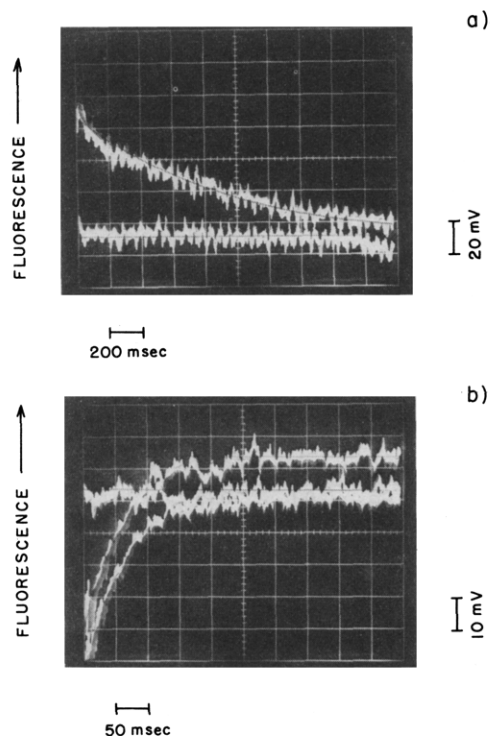 a)
FLUORESCENCE
20 mV
200 msec
b)
FLUORESCENCE
10 mV
50 msec